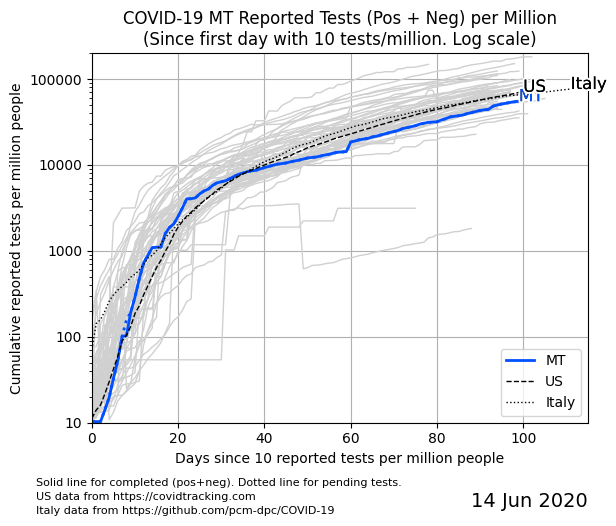 COVID-19 MT Reported Tests (Pos + Neg) per Million
(Since first day with 10 tests/million. Log scale)
Cumulative reported tests per million people
100000
10000
1000
100
10
US
Italy
MT
MT
US
Italy
0 20 40 60 80 100
Days since 10 reported tests per million people
Solid line for completed (pos+neg). Dotted line for pending tests.
US data from https://covidtracking.com
Italy data from https://github.com/pcm-dpc/COVID-19
14 Jun 2020